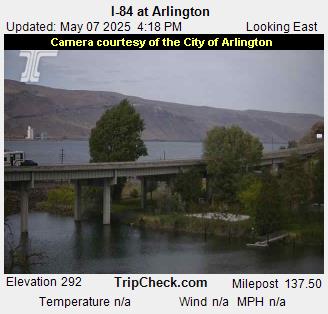 I-84 at Arlington
Updated: May 07 2025 4:18 PM Looking East
Camera courtesy of the City of Arlington
Elevation 292 TripCheck.com Milepost 137.50
Temperature n/a Wind n/a MPH n/a